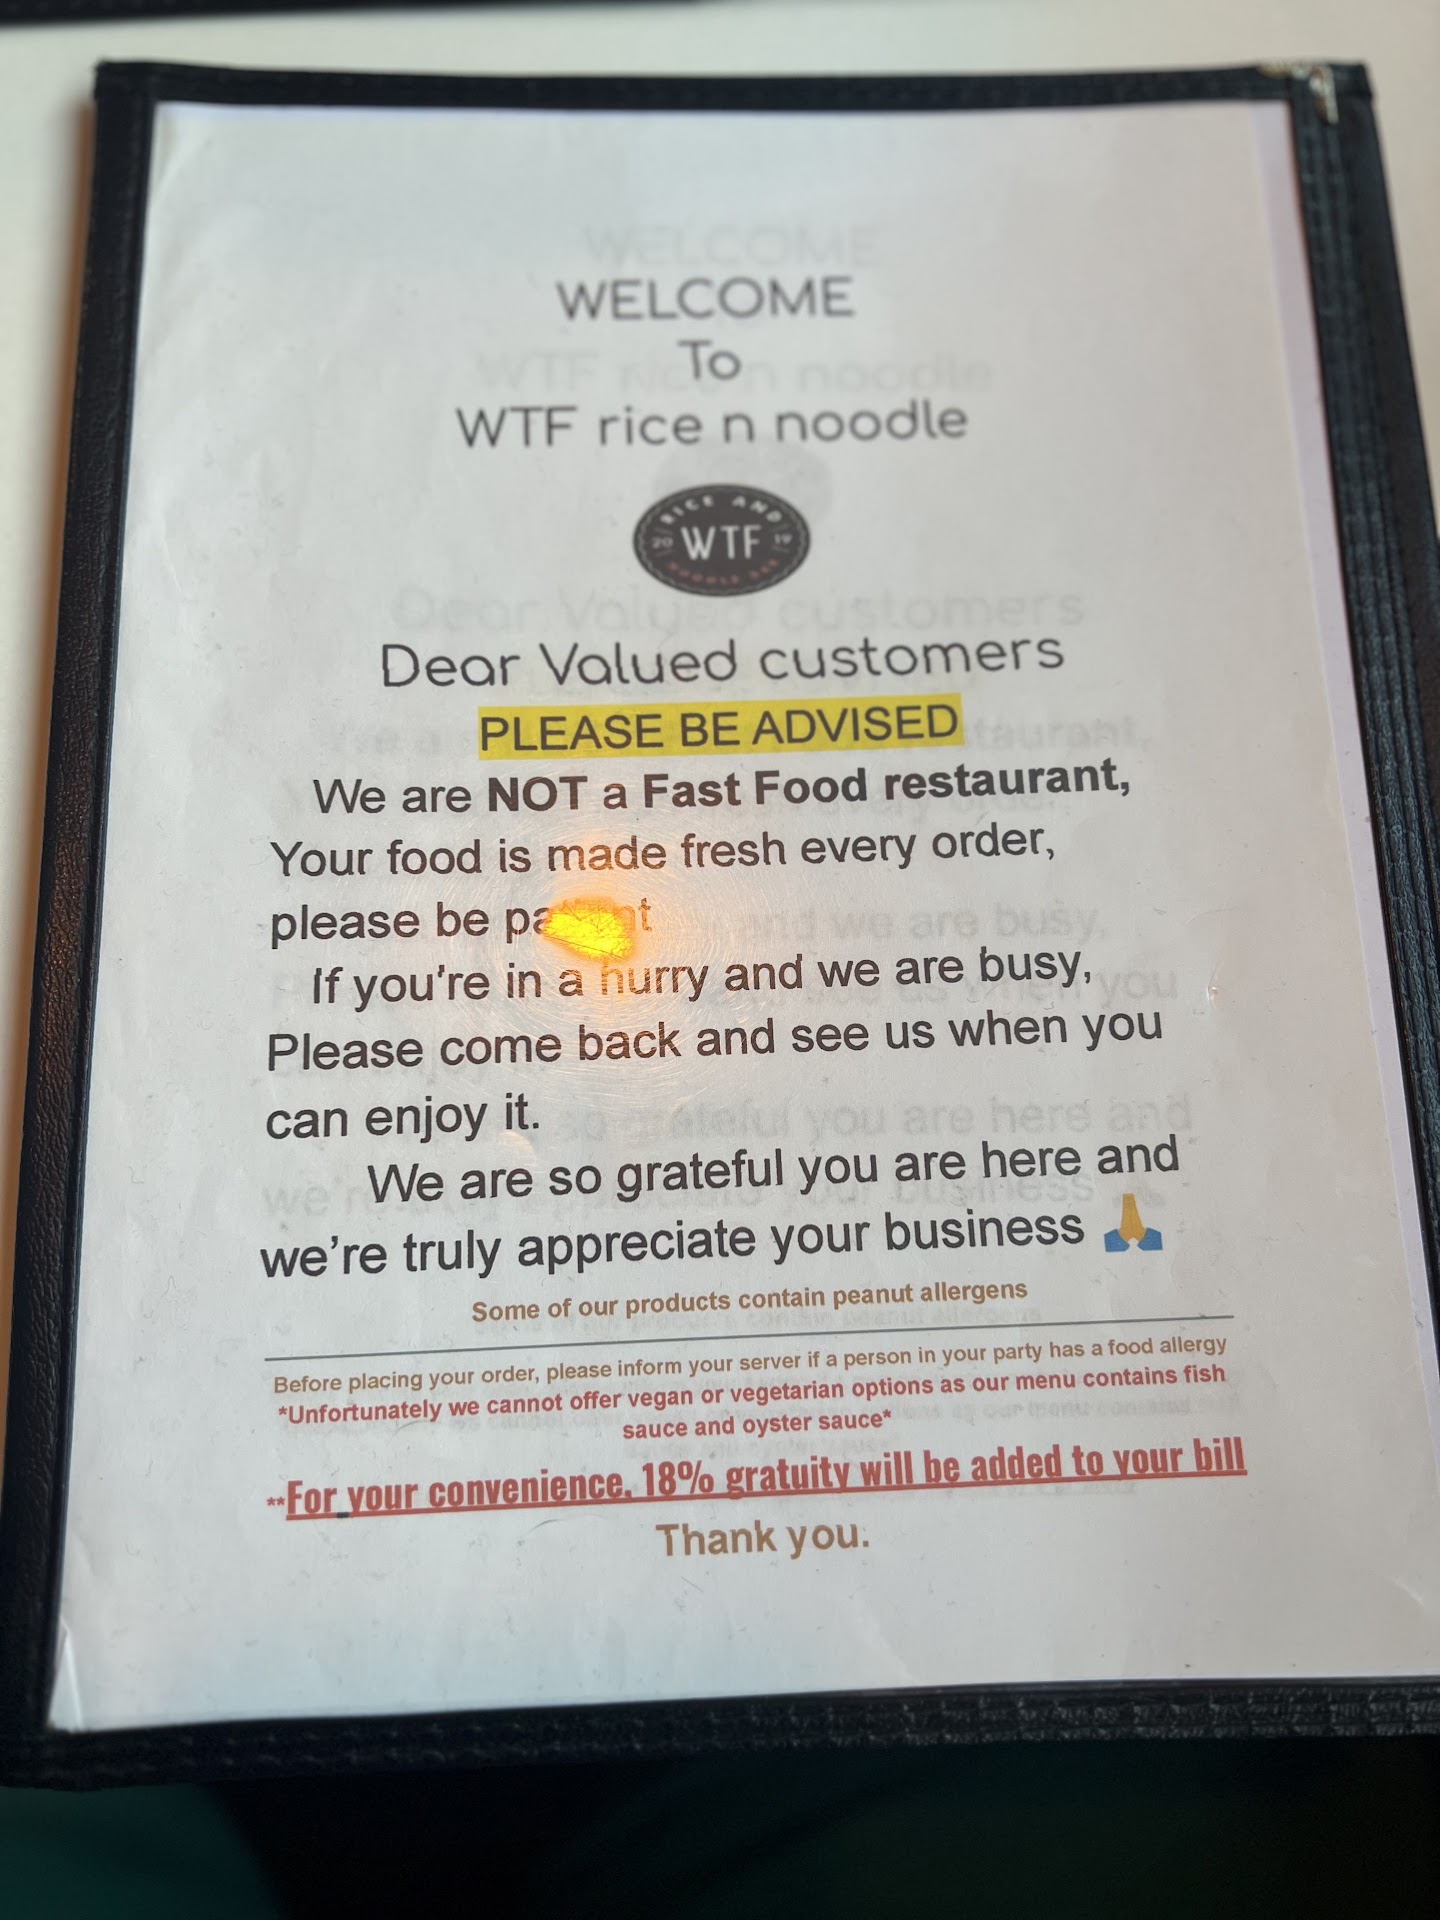 WELCOME
To
WTF rice n noodle
RICE AND
20 WTF 19
NOODLE BAR
Dear Valued customers
PLEASE BE ADVISED
We are NOT a Fast Food restaurant,
Your food is made fresh every order,
please be
If you're in a hurry and we are busy,
Please come back and see us when you
can enjoy it.
We are so grateful you are here and
we’re truly appreciate your business 🙏
Some of our products contain peanut allergens
Before placing your order, please inform your server if a person in your party has a food allergy
*Unfortunately we cannot offer vegan or vegetarian options as our menu contains fish
sauce and oyster sauce*
**For your convenience, 18% gratuity will be added to your bill
Thank you.